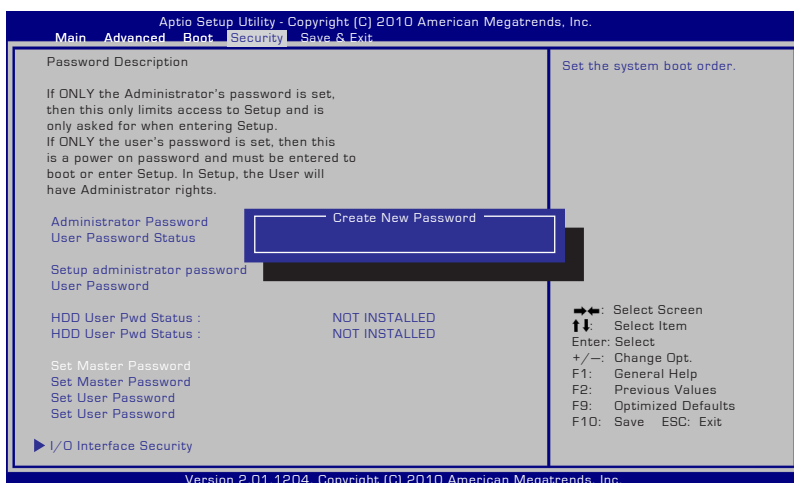 Aptio Setup Utility - Copyright (C) 2010 American Megatrends, Inc.
Main Advanced Boot Security Save & Exit
Password Description
If ONLY the Administrator's password is set,
then this only limits access to Setup and is
only asked for when entering Setup.
If ONLY the user's password is set, then this
is a power on password and must be entered to
boot or enter Setup. In Setup, the User will
have Administrator rights.
Administrator Password
User Password Status
Create New Password
Setup administrator password
User Password
HDD User Pwd Status : NOT INSTALLED
HDD User Pwd Status : NOT INSTALLED
Set Master Password
Set Master Password
Set User Password
Set User Password
I/O Interface Security
Set the system boot order.
→←: Select Screen
↑↓: Select Item
Enter: Select
+/—: Change Opt.
F1: General Help
F2: Previous Values
F9: Optimized Defaults
F10: Save ESC: Exit
Version 2.01.1204. Copyright (C) 2010 American Megatrends, Inc.